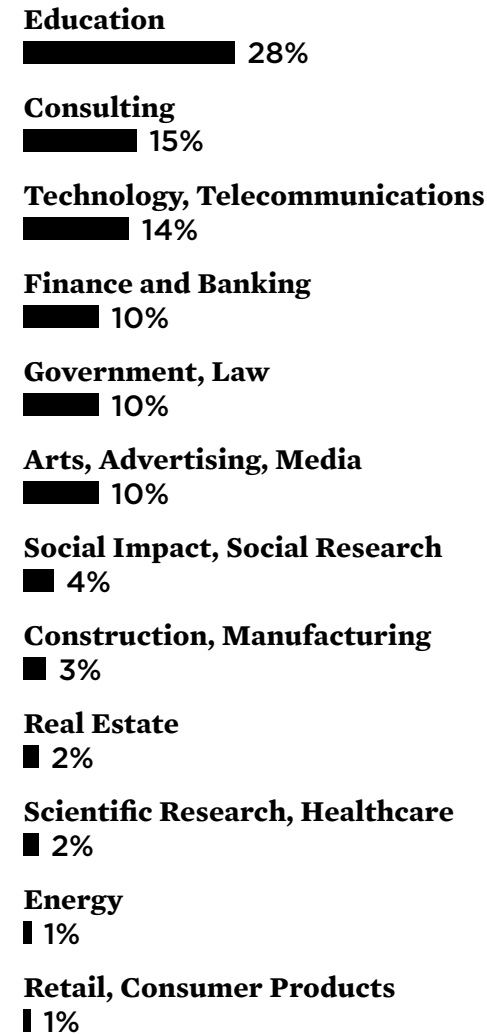 Education
28%
Consulting
15%
Technology, Telecommunications
14%
Finance and Banking
10%
Government, Law
10%
Arts, Advertising, Media
10%
Social Impact, Social Research
4%
Construction, Manufacturing
3%
Real Estate
2%
Scientific Research, Healthcare
2%
Energy
1%
Retail, Consumer Products
1%